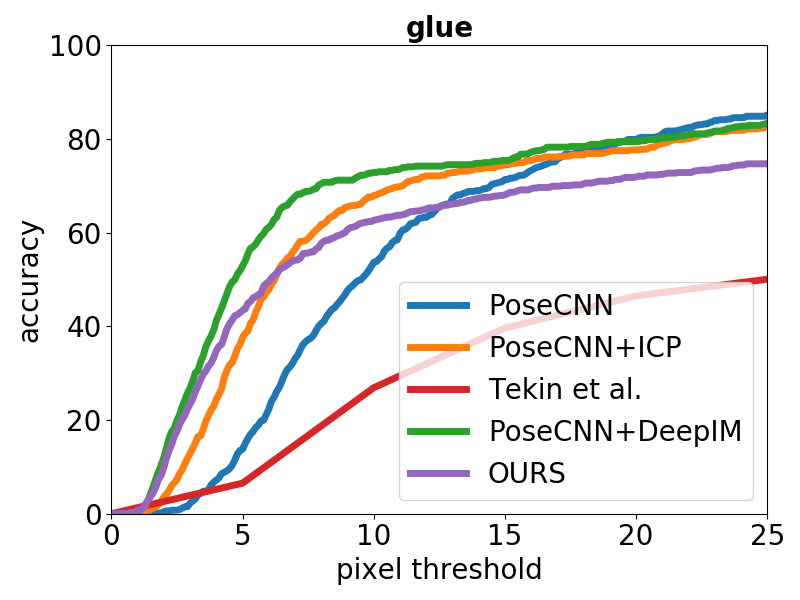 glue
100
80
60
40
20
0
accuracy
0 5 10 15 20 25
pixel threshold
PoseCNN
PoseCNN+ICP
Tekin et al.
PoseCNN+DeepIM
OURS